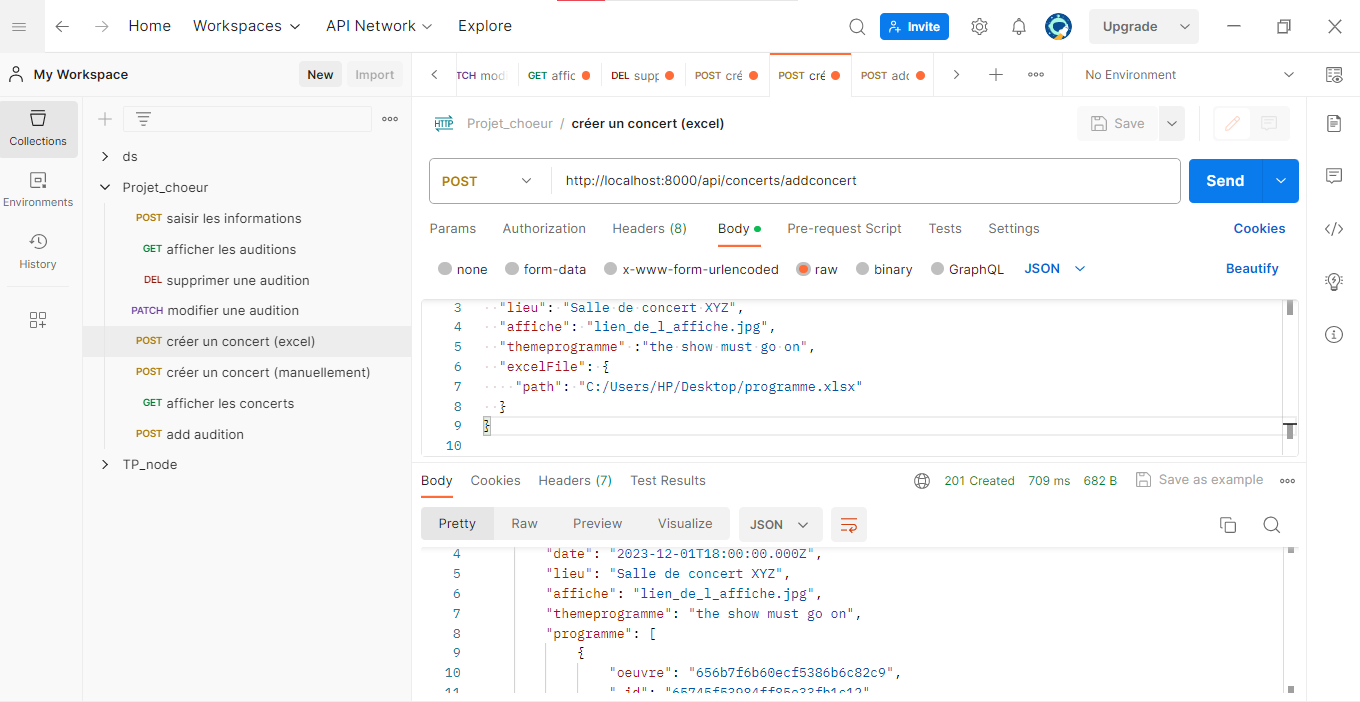 Home Workspaces API Network Explore Invite Upgrade
My Workspace New Import
GET affic DEL supp POST cré POST cré POST No Environment
Projet_choeur / créer un concert (excel) Save
POST http://localhost:8000/api/concerts/addconcert Send
Params Authorization Headers (8) Body Pre-request Script Tests Settings Cookies
none form-data x-www-form-urlencoded raw binary GraphQL JSON Beautify
Collections
Environments
History
ds
Projet_choeur
POST saisir les informations
GET afficher les auditions
DEL supprimer une audition
PATCH modifier une audition
POST créer un concert (excel)
POST créer un concert (manuellement)
GET afficher les concerts
POST add audition
TP_node
3 "lieu": "Salle de concert XYZ",
4 "affiche": "lien_de_l_affiche.jpg",
5 "themeprogramme" :"the show must go on",
6 "excelFile": {
7 "path": "C:/Users/HP/Desktop/programme.xlsx"
8 }
9 }
10
Body Cookies Headers (7) Test Results 201 Created 709 ms 682 B Save as example
Pretty Raw Preview Visualize JSON
4 "date": "2023-12-01T18:00:00.000Z",
5 "lieu": "Salle de concert XYZ",
6 "affiche": "lien_de_l_affiche.jpg",
7 "themeprogramme": "the show must go on",
8 "programme": [
9 {
10 "oeuvre": "656b7f6b60ecf5386b6c82c9",